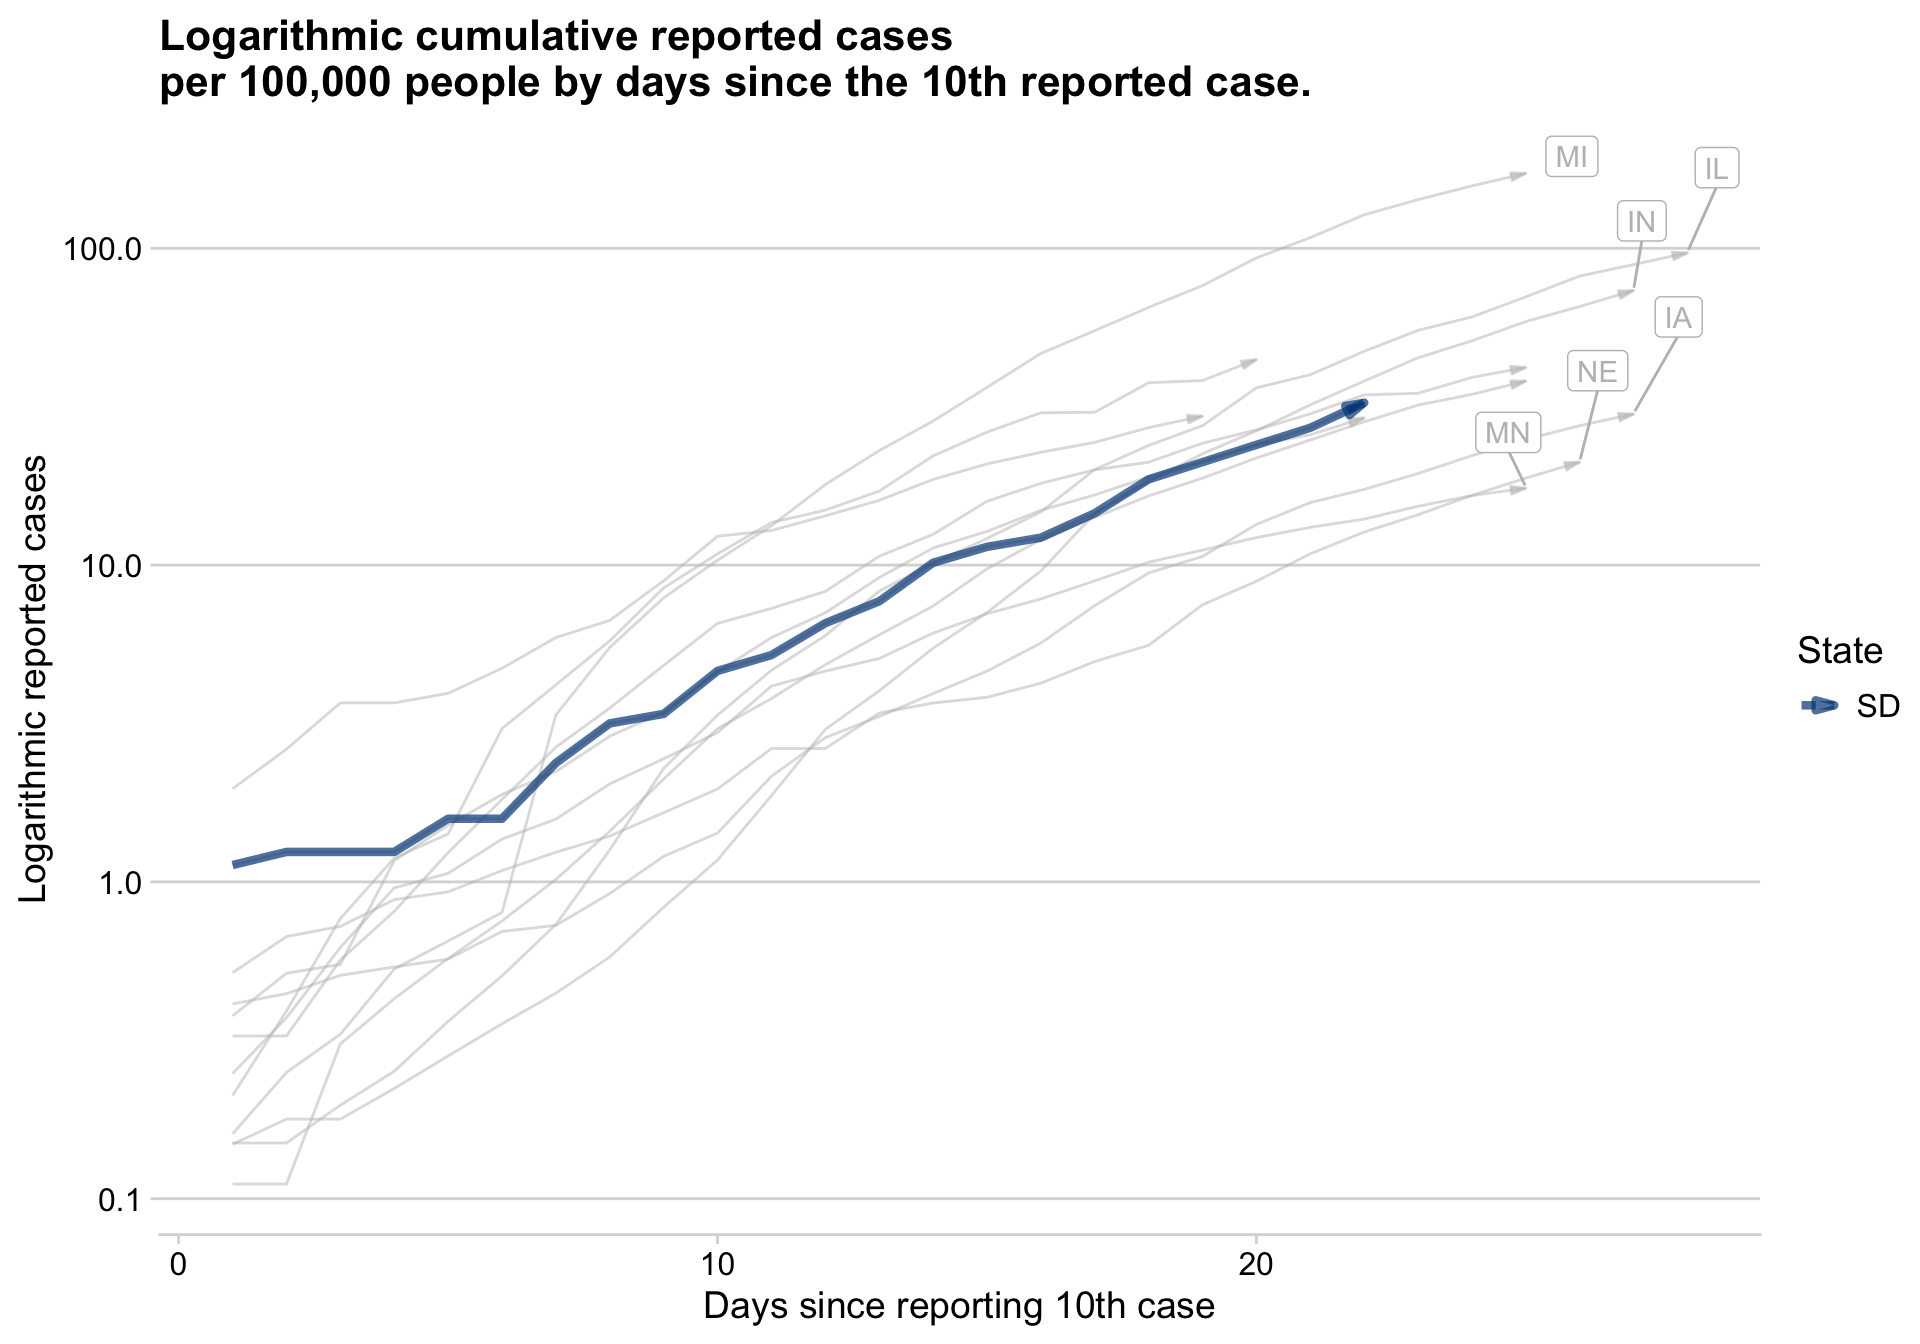 Logarithmic cumulative reported cases
per 100,000 people by days since the 10th reported case.
MI
IL
IN
IA
NE
MN
100.0
10.0
1.0
0.1
Logarithmic reported cases
0
10
20
Days since reporting 10th case
State
SD